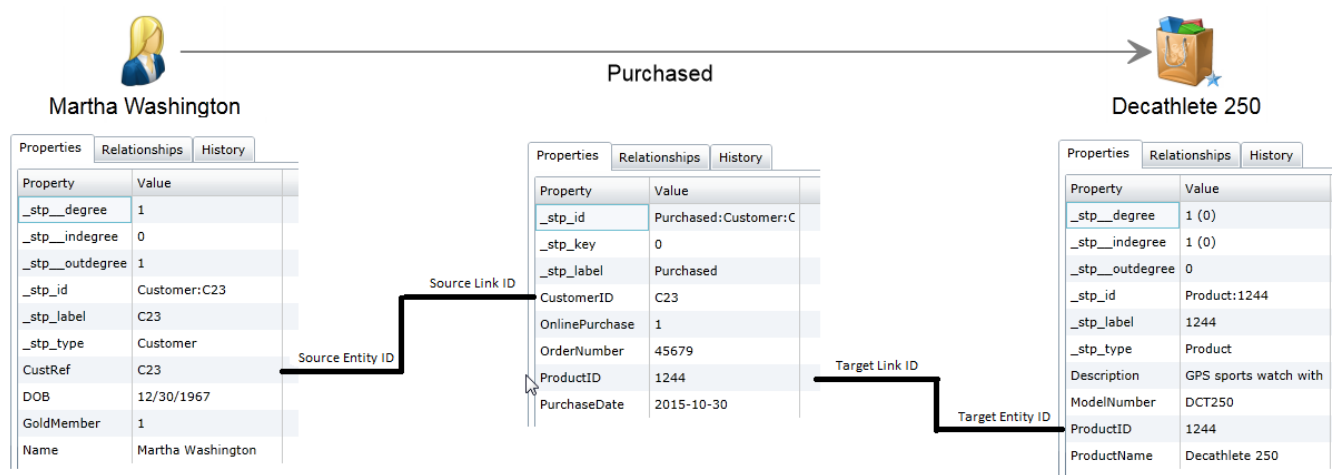 Purchased
Martha Washington
Decathlete 250
Properties Relationships History
Property Value
_stp__degree 1
_stp__indegree 0
_stp__outdegree 1
_stp_id Customer:C23
_stp_label C23
_stp_type Customer
CustRef C23
DOB 12/30/1967
GoldMember 1
Name Martha Washington
Source Entity ID
Source Link ID
Properties Relationships History
Property Value
_stp_id Purchased:Customer:C
_stp_key 0
_stp_label Purchased
CustomerID C23
OnlinePurchase 1
OrderNumber 45679
ProductID 1244
PurchaseDate 2015-10-30
Target Link ID
Target Entity ID
Properties Relationships History
Property Value
_stp__degree 1 (0)
_stp__indegree 1 (0)
_stp__outdegree 0
_stp_id Product:1244
_stp_label 1244
_stp_type Product
Description GPS sports watch with
ModelNumber DCT250
ProductID 1244
ProductName Decathlete 250